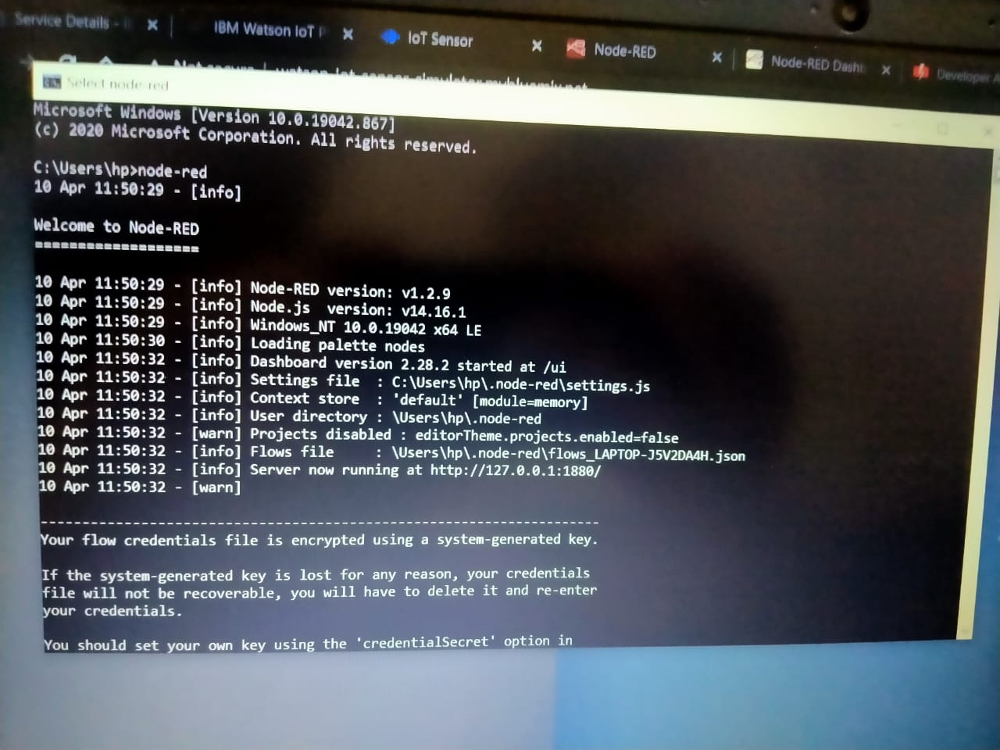 Service Details -
IBM Watson IoT P
IoT Sensor
Node-RED
Node-RED Dashb
Developer A
Select node-red
Microsoft Windows [Version 10.0.19042.867]
(c) 2020 Microsoft Corporation. All rights reserved.
C:\Users\hp>node-red
10 Apr 11:50:29 - [info]
Welcome to Node-RED
===================
10 Apr 11:50:29 - [info] Node-RED version: v1.2.9
10 Apr 11:50:29 - [info] Node.js  version: v14.16.1
10 Apr 11:50:29 - [info] Windows_NT 10.0.19042 x64 LE
10 Apr 11:50:30 - [info] Loading palette nodes
10 Apr 11:50:32 - [info] Dashboard version 2.28.2 started at /ui
10 Apr 11:50:32 - [info] Settings file  : C:\Users\hp\.node-red\settings.js
10 Apr 11:50:32 - [info] Context store  : 'default' [module=memory]
10 Apr 11:50:32 - [info] User directory : \Users\hp\.node-red
10 Apr 11:50:32 - [warn] Projects disabled : editorTheme.projects.enabled=false
10 Apr 11:50:32 - [info] Flows file     : \Users\hp\.node-red\flows_LAPTOP-J5V2DA4H.json
10 Apr 11:50:32 - [info] Server now running at http://127.0.0.1:1880/
10 Apr 11:50:32 - [warn]
---------------------------------------------------------------------
Your flow credentials file is encrypted using a system-generated key.
If the system-generated key is lost for any reason, your credentials
file will not be recoverable, you will have to delete it and re-enter
your credentials.
You should set your own key using the 'credentialSecret' option in